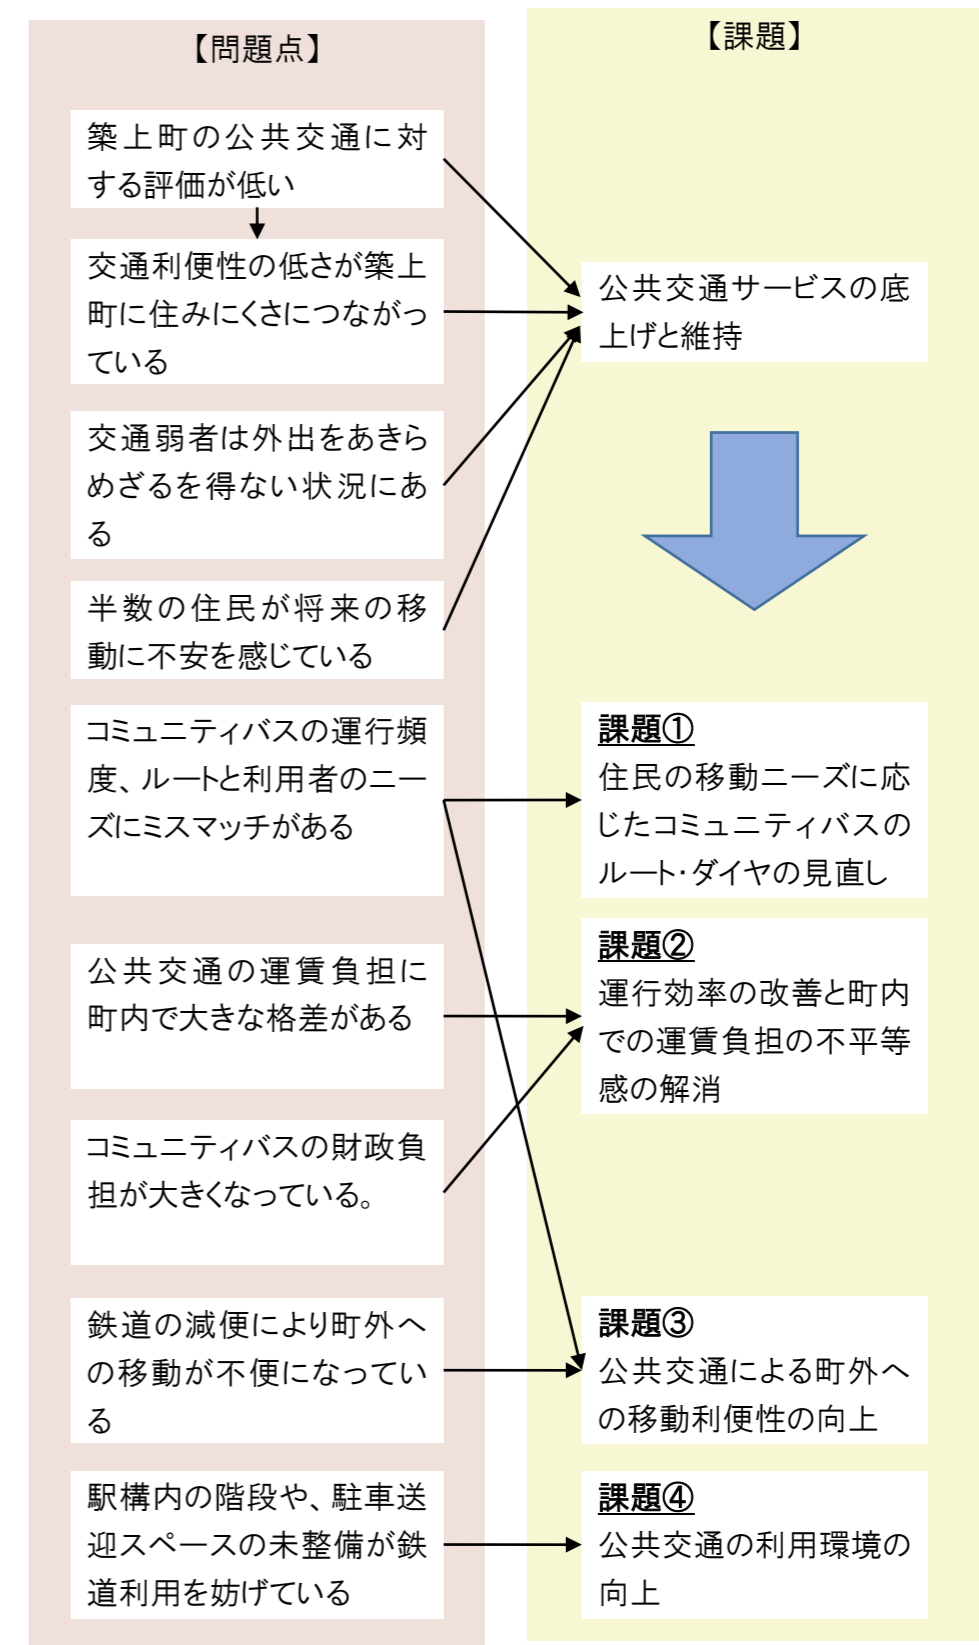 【問題点】
築上町の公共交通に対
する評価が低い
交通利便性の低さが築上
町に住みにくさにつながっ
ている
交通弱者は外出をあきら
めざるを得ない状況にあ
る
半数の住民が将来の移
動に不安を感じている
コミュニティバスの運行頻
度、ルートと利用者のニー
ズにミスマッチがある
公共交通の運賃負担に
町内で大きな格差がある
コミュニティバスの財政負
担が大きくなっている。
鉄道の減便により町外へ
の移動が不便になってい
る
駅構内の階段や、駐車送
迎スペースの未整備が鉄
道利用を妨げている
【課題】
公共交通サービスの底
上げと維持
課題①
住民の移動ニーズに応
じたコミュニティバスの
ルート・ダイヤの見直し
課題②
運行効率の改善と町内
での運賃負担の不平等
感の解消
課題③
公共交通による町外へ
の移動利便性の向上
課題④
公共交通の利用環境の
向上